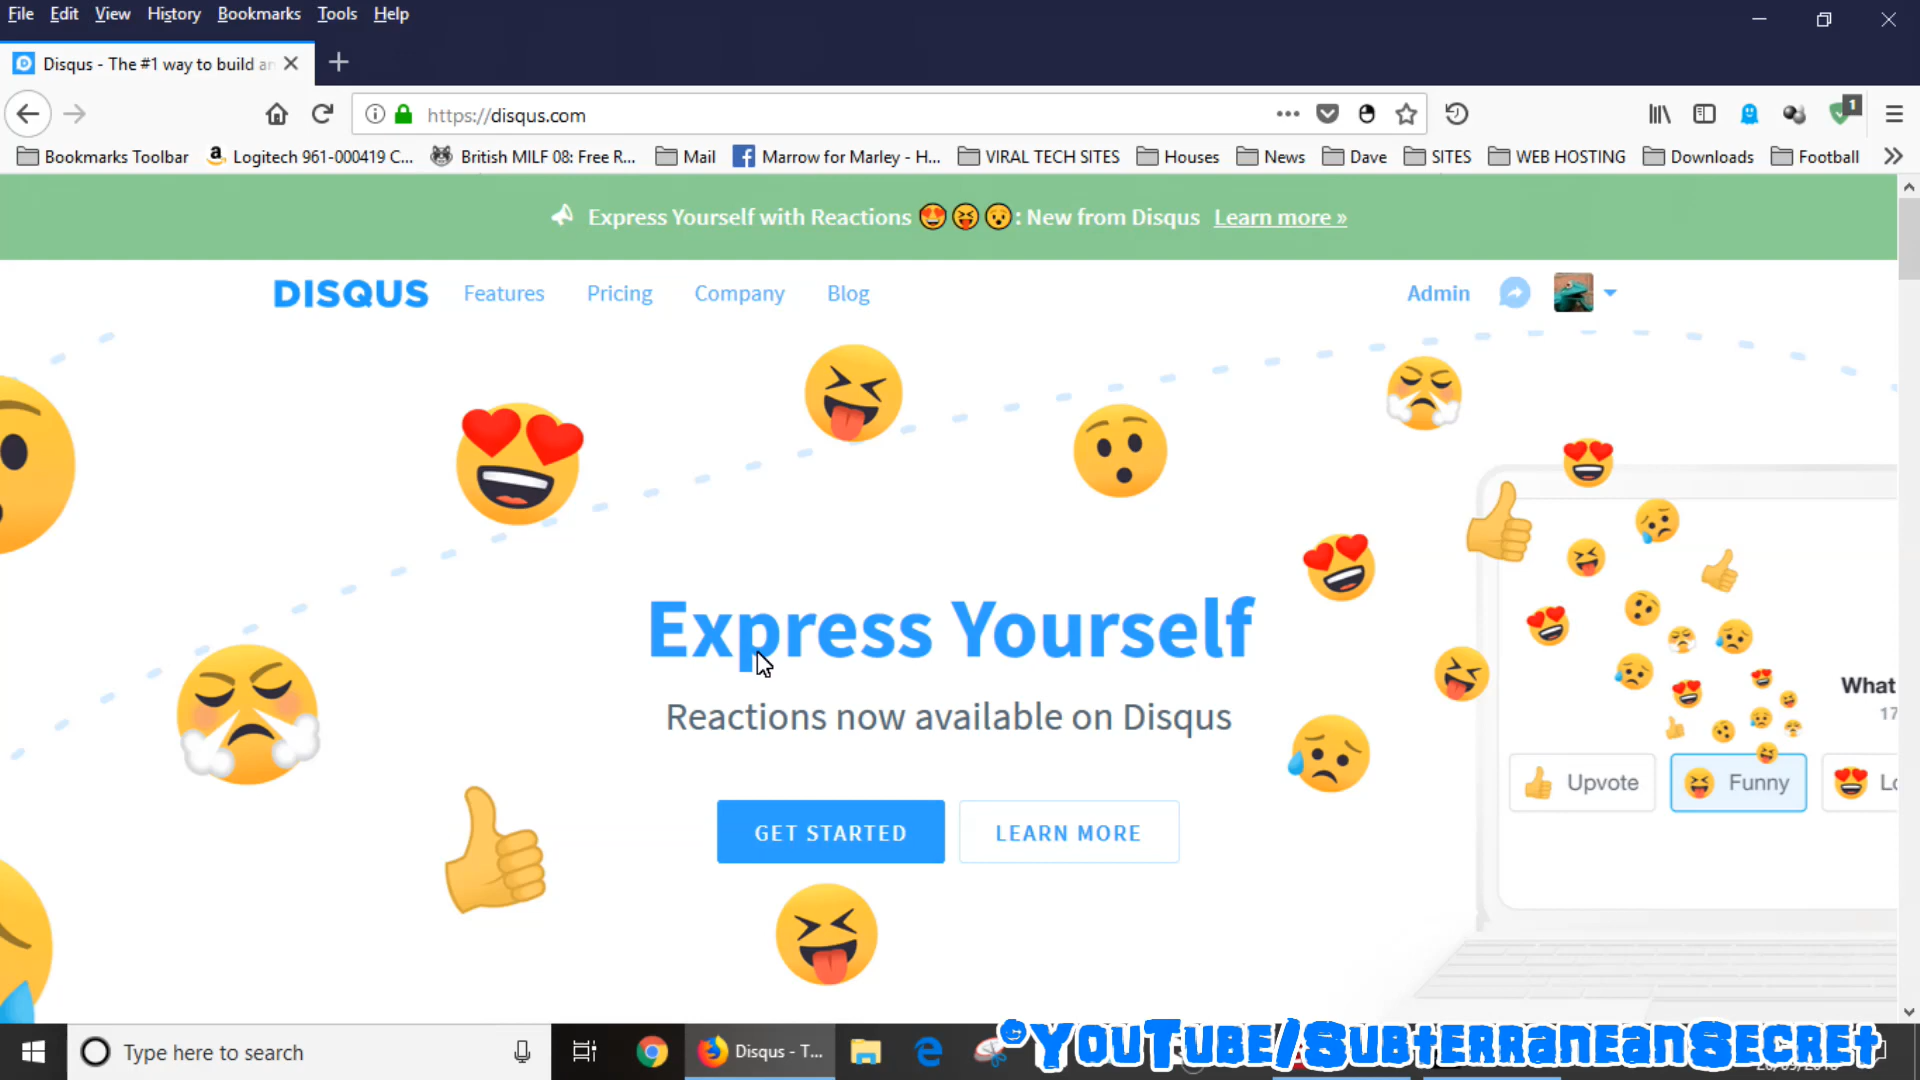 File Edit View History Bookmarks Tools Help
Disqus - The #1 way to build an
https://disqus.com
1
Bookmarks Toolbar Logitech 961-000419 C... British MILF 08: Free R... Mail Marrow for Marley - H... VIRAL TECH SITES Houses News Dave SITES WEB HOSTING Downloads Football
Express Yourself with Reactions 😍😝😯: New from Disqus Learn more »
DISQUS Features Pricing Company Blog Admin
Express Yourself
Reactions now available on Disqus
What
17
Upvote Funny Lo
GET STARTED LEARN MORE
Type here to search
Disqus - T...
©YouTube/SubterraneanSecret